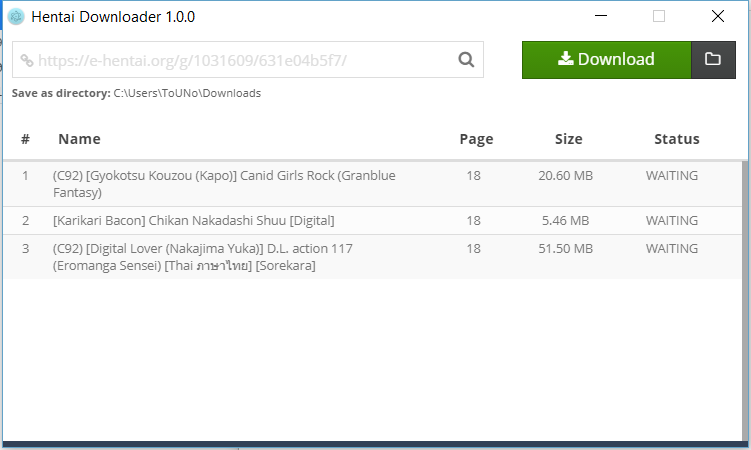 Hentai Downloader 1.0.0
https://e-hentai.org/g/1031609/631e04b5f7/
Download
Save as directory: C:\Users\ToUNo\Downloads
# Name Page Size Status
1 (C92) [Gyokotsu Kouzou (Kapo)] Canid Girls Rock (Granblue 18 20.60 MB WAITING
Fantasy)
2 [Karikari Bacon] Chikan Nakadashi Shuu [Digital] 18 5.46 MB WAITING
3 (C92) [Digital Lover (Nakajima Yuka)] D.L. action 117 18 51.50 MB WAITING
(Eromanga Sensei) [Thai ภาษาไทย] [Sorekara]